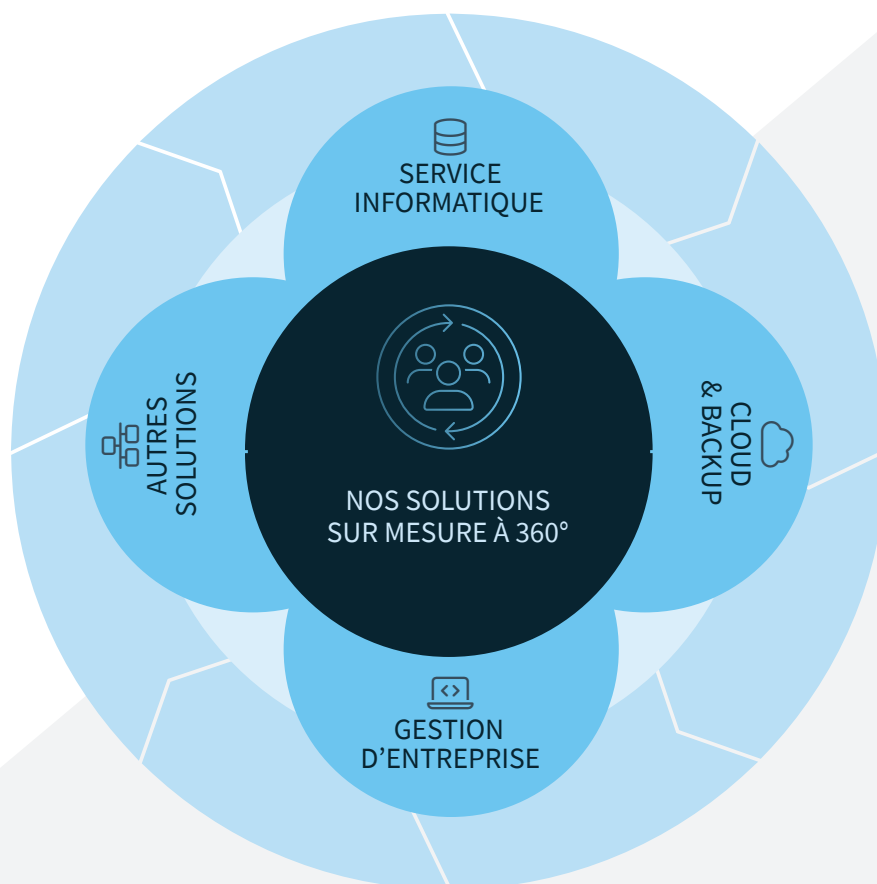 SERVICE
INFORMATIQUE
AUTRES
SOLUTIONS
CLOUD
& BACKUP
NOS SOLUTIONS
SUR MESURE À 360°
GESTION
D’ENTREPRISE